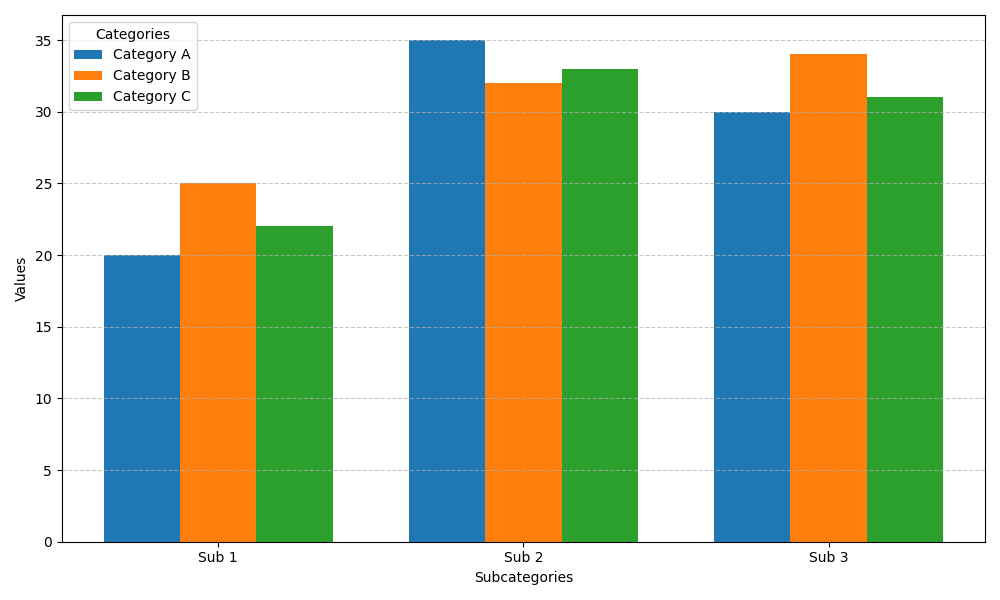 Categories
Category A
Category B
Category C
35
30
25
20
15
10
5
0
Values
Sub 1 Sub 2 Sub 3
Subcategories